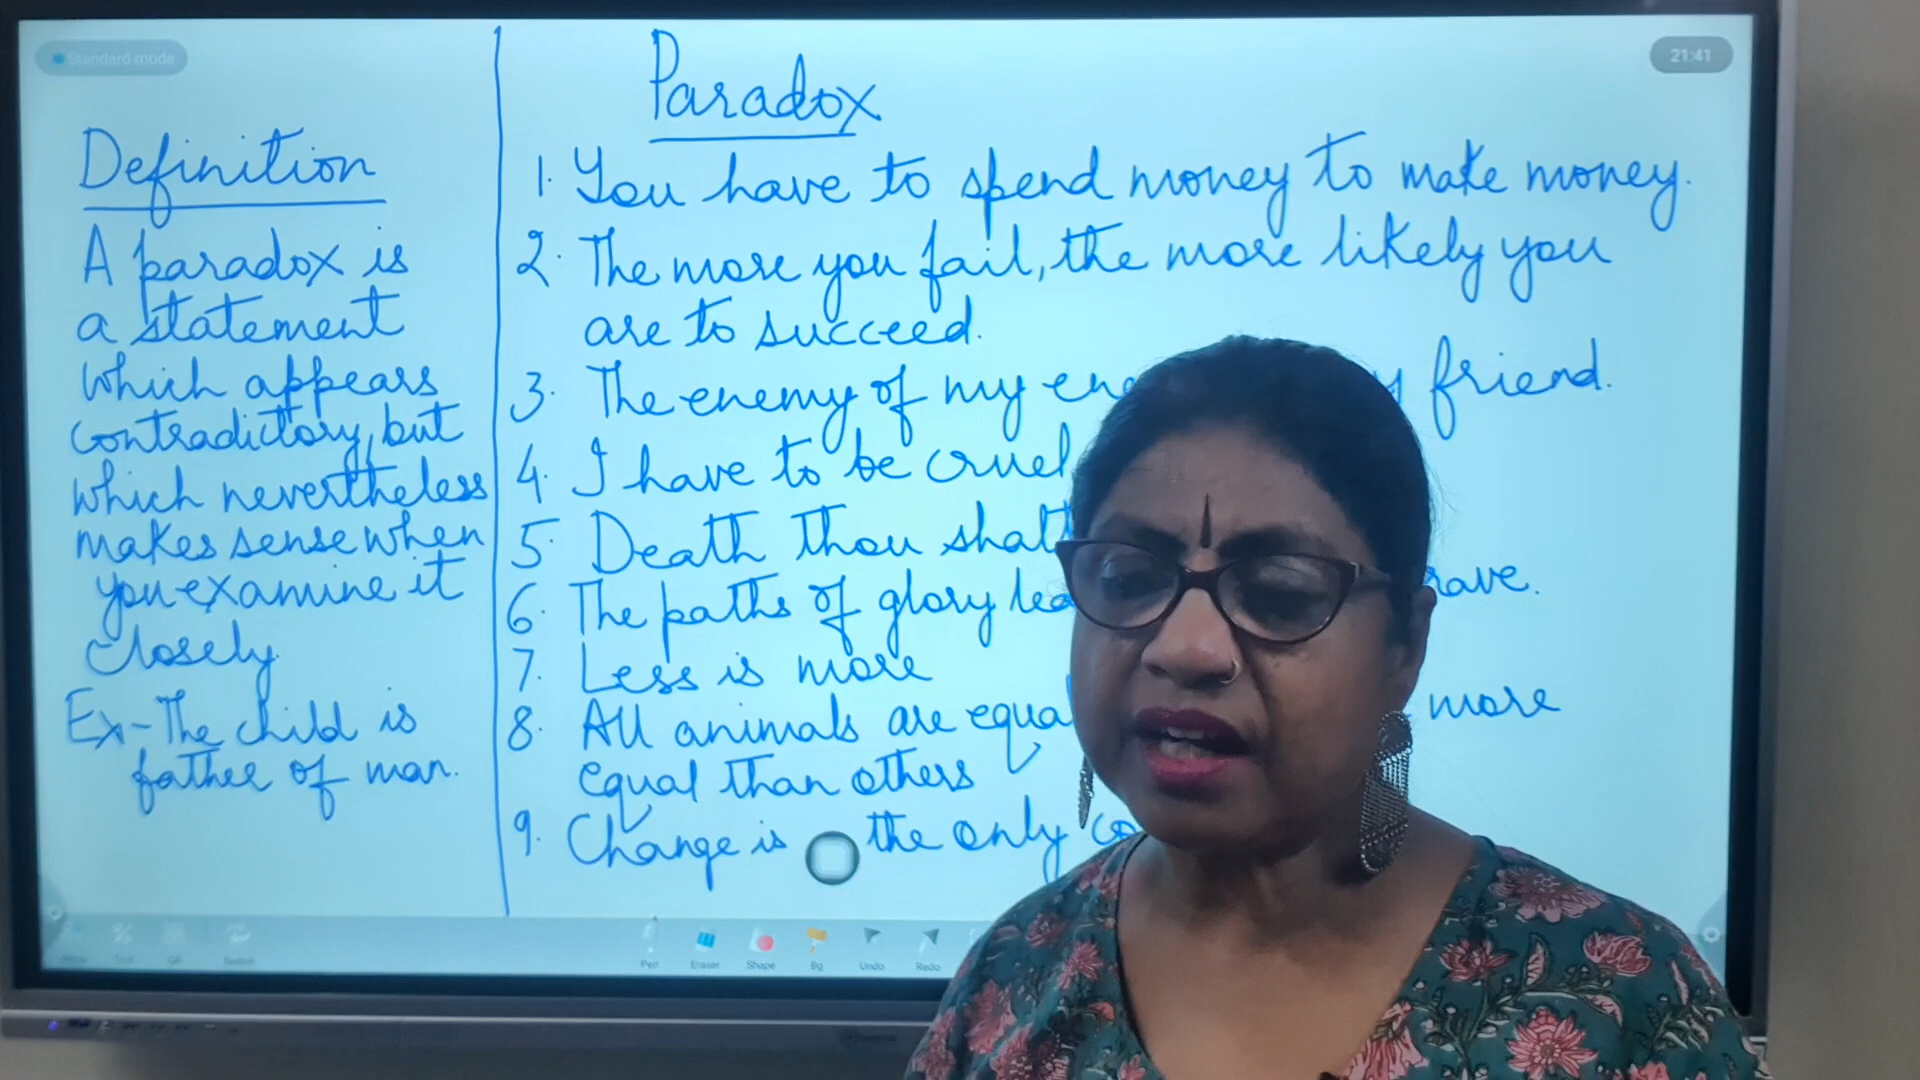 Standard mode
21:41
Definition
A paradox is
a statement
which appears
contradictory, but
which nevertheless
makes sense when
you examine it
closely.
Ex-The child is
father of man.
Paradox
1. You have to spend money to make money.
2. The more you fail, the more likely you
are to succeed.
3. The enemy of my friend.
4. I have to be cruel
5. Death thou shalt
6. The paths of glory
7. Less is more
8. All animals are more
equal than others
9. Change is the only
Pen Eraser Shape Bg Undo Redo